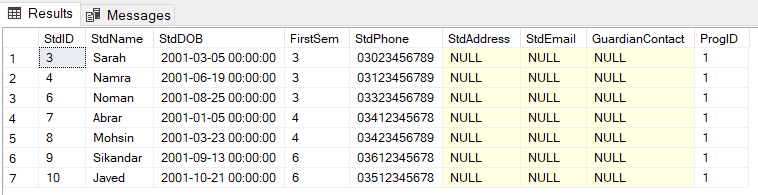 Results Messages
StdID StdName StdDOB FirstSem StdPhone StdAddress StdEmail GuardianContact ProgID
1 3 Sarah 2001-03-05 00:00:00 3 03023456789 NULL NULL NULL 1
2 4 Namra 2001-06-19 00:00:00 3 03123456789 NULL NULL NULL 1
3 6 Noman 2001-08-25 00:00:00 3 03323456789 NULL NULL NULL 1
4 7 Abrar 2001-01-05 00:00:00 4 03412345678 NULL NULL NULL 1
5 8 Mohsin 2001-03-23 00:00:00 4 03423456789 NULL NULL NULL 1
6 9 Sikandar 2001-09-13 00:00:00 6 03612345678 NULL NULL NULL 1
7 10 Javed 2001-10-21 00:00:00 6 03512345678 NULL NULL NULL 1